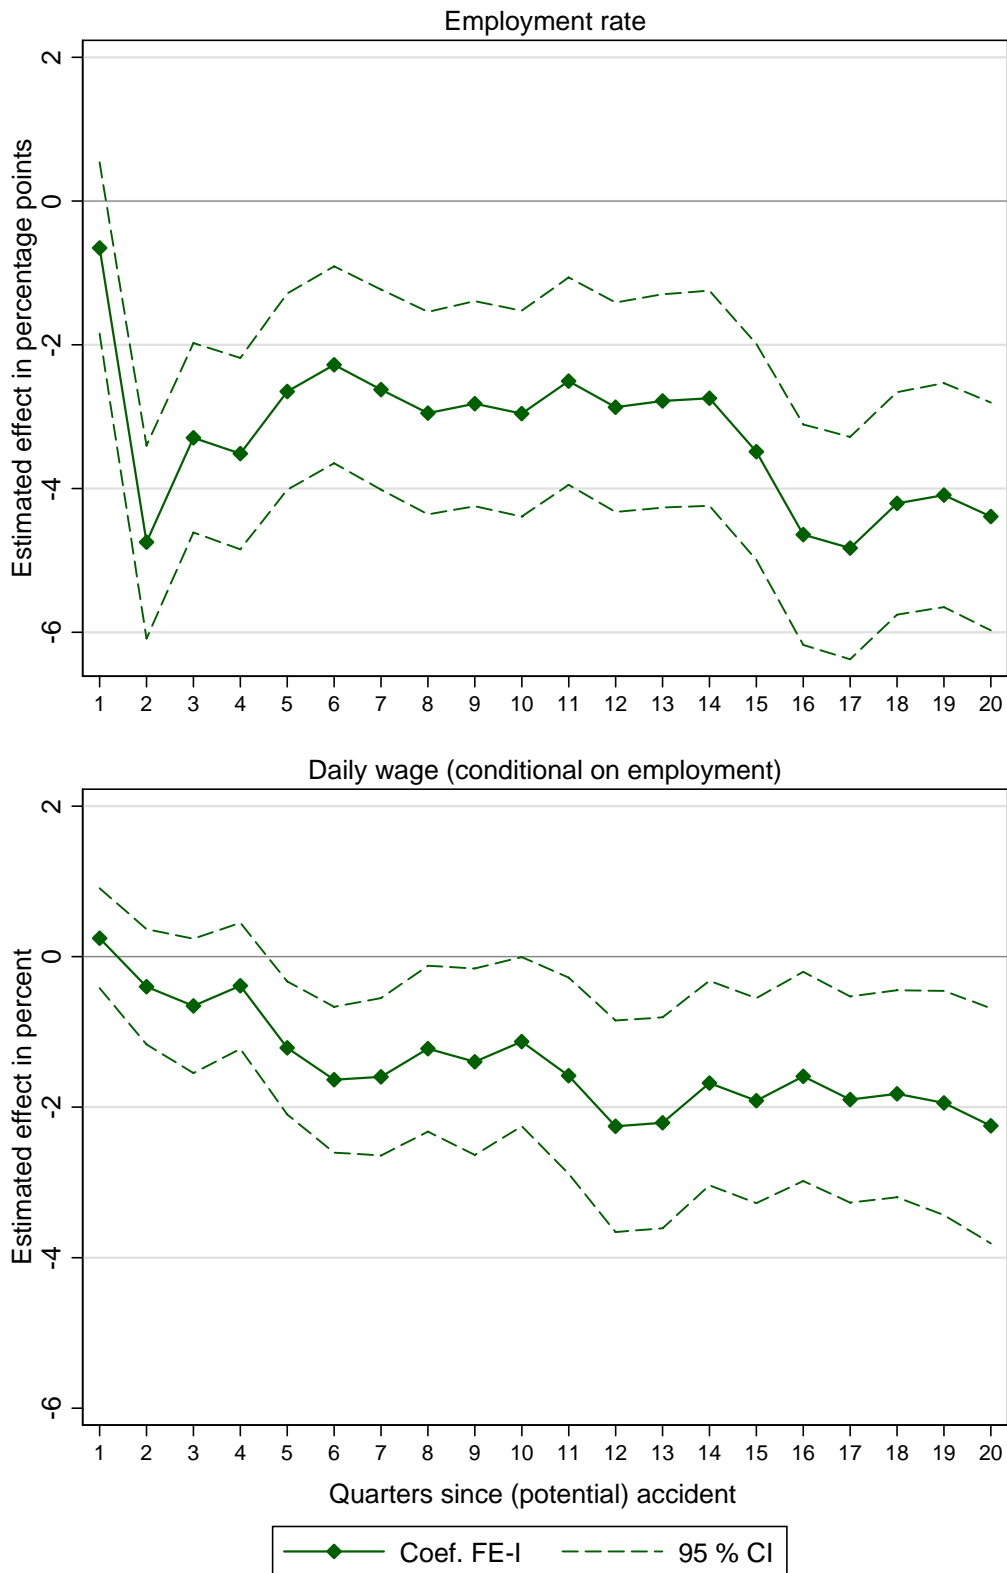 Employment rate
Estimated effect in percentage points
2
0
-2
-4
-6
1 2 3 4 5 6 7 8 9 10 11 12 13 14 15 16 17 18 19 20
Daily wage (conditional on employment)
Estimated effect in percent
2
0
-2
-4
-6
1 2 3 4 5 6 7 8 9 10 11 12 13 14 15 16 17 18 19 20
Quarters since (potential) accident
Coef. FE-I 95 % CI